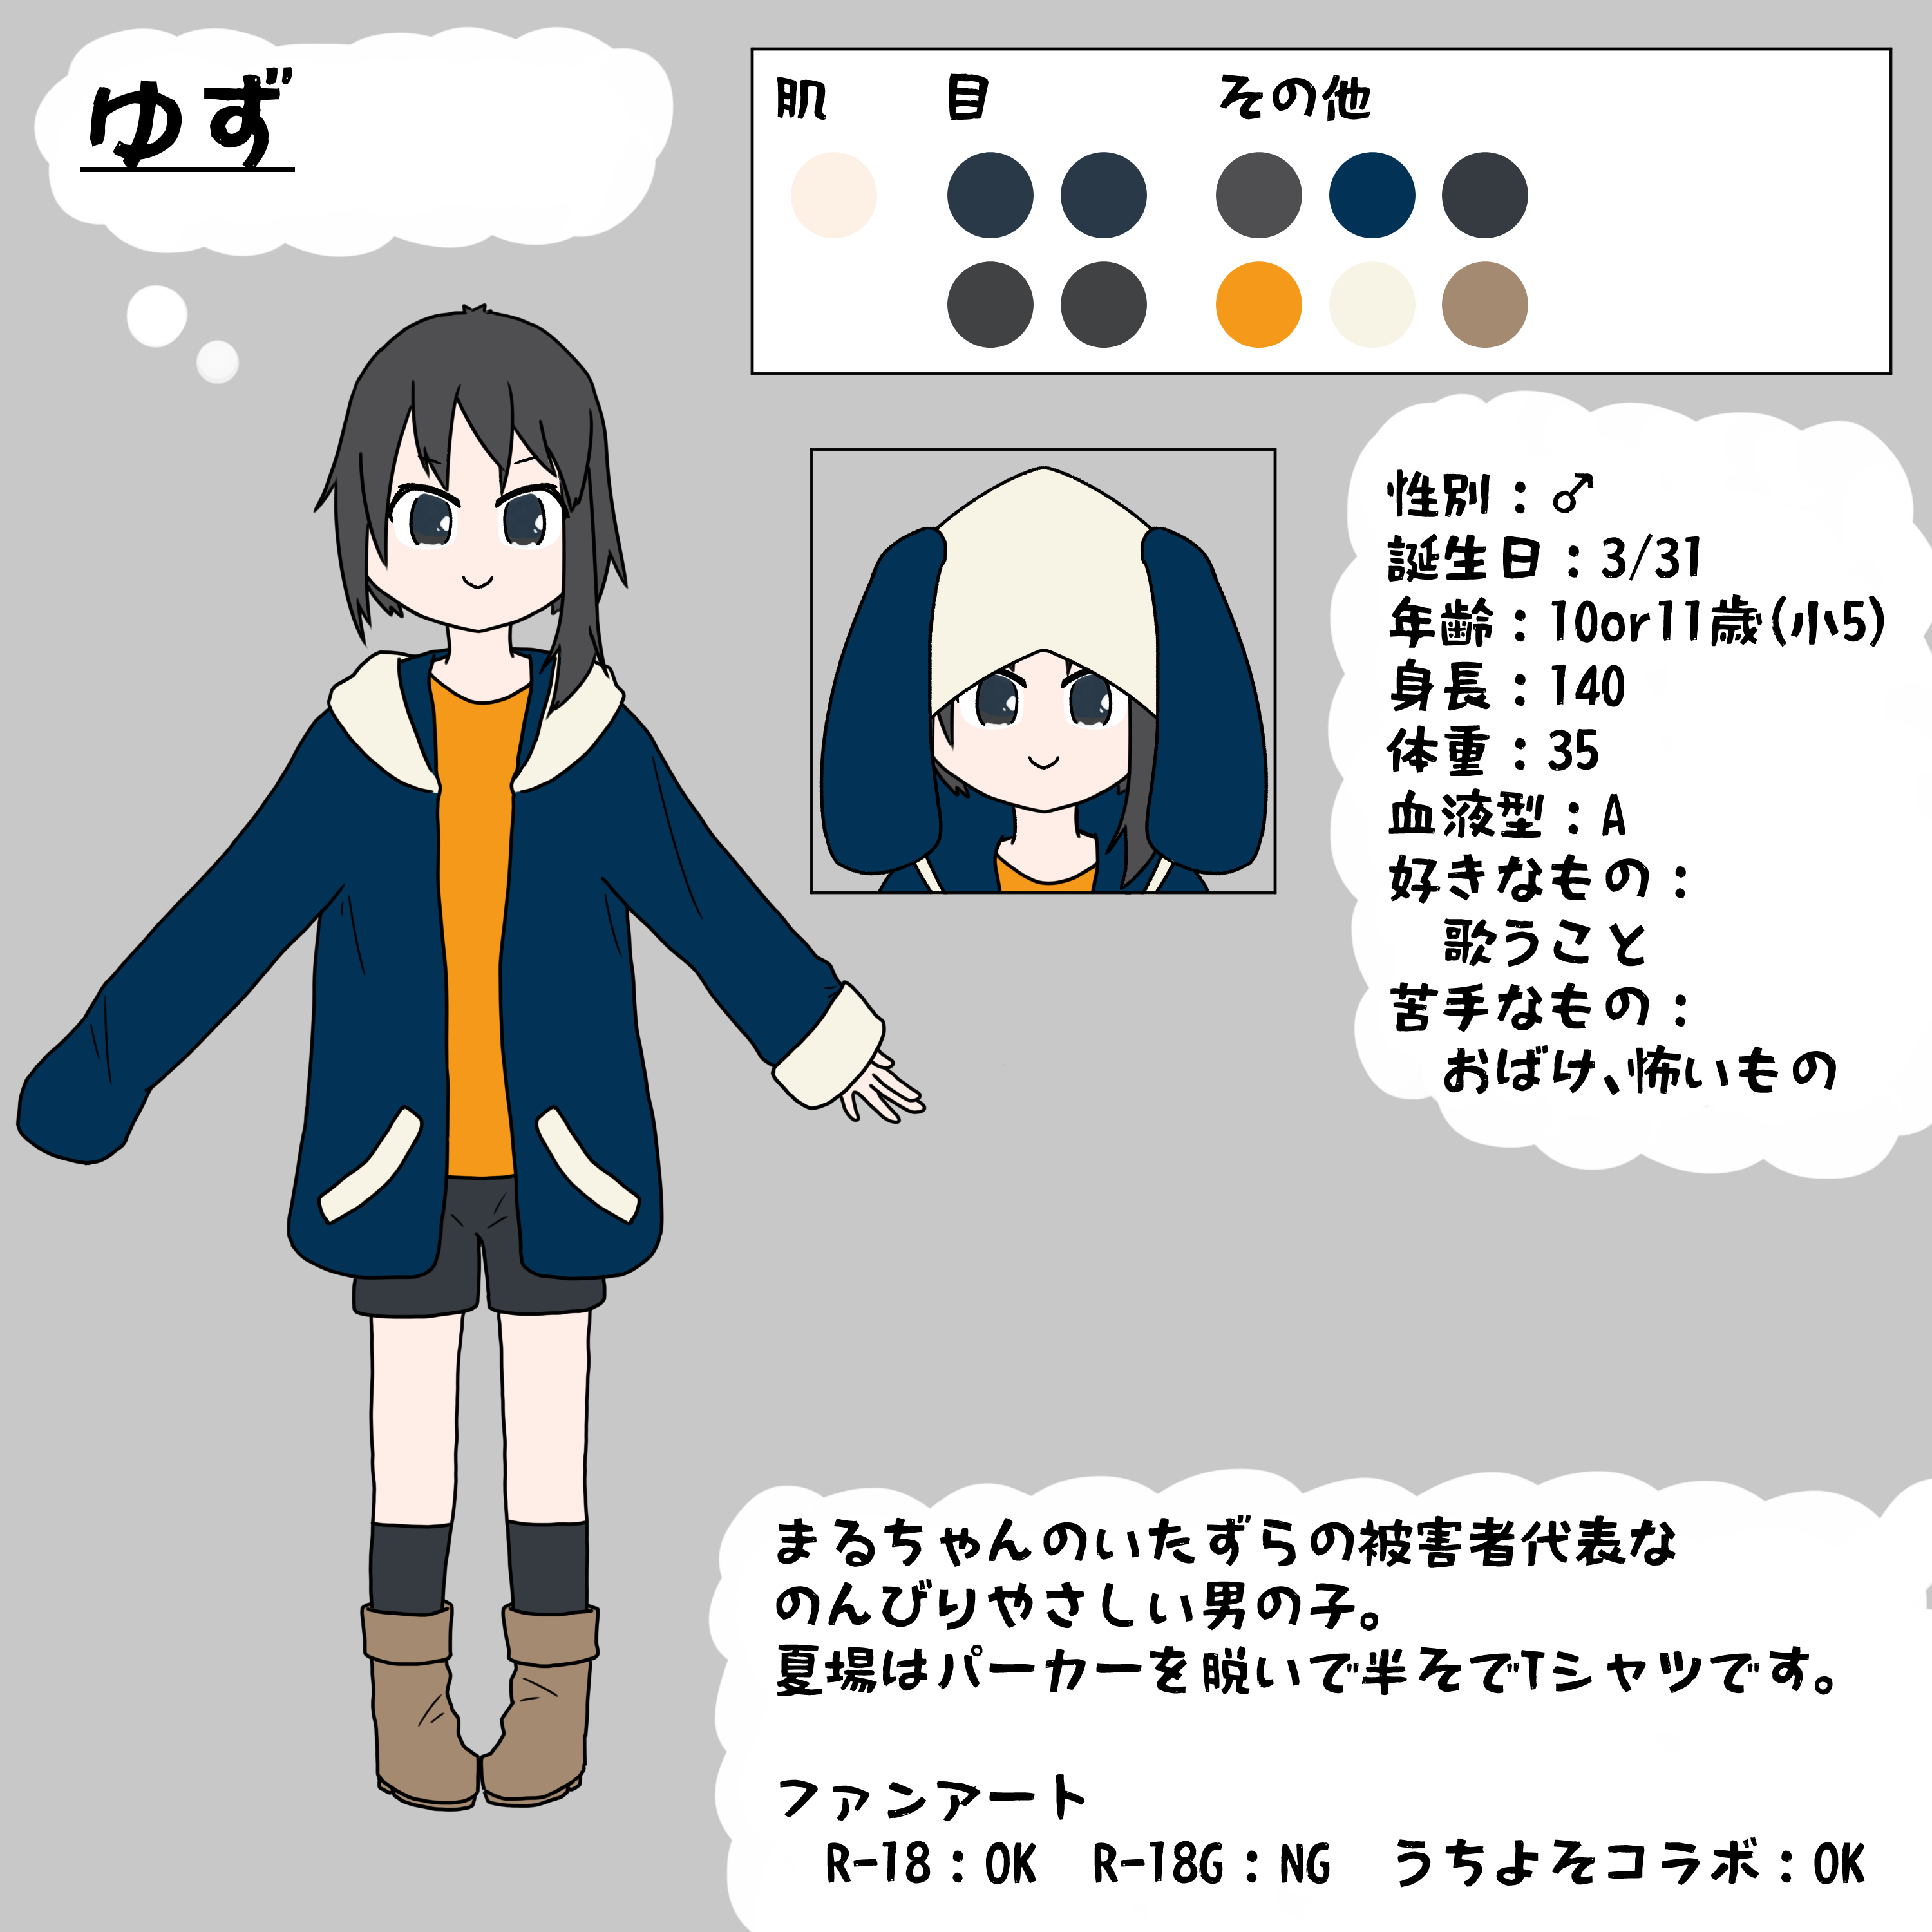 ゆず
肌 目 その他
性別：♂
誕生日：3/31
年齢：10or11歳(小5)
身長：140
体重：35
血液型：A
好きなもの：
歌うこと
苦手なもの：
おばけ、怖いもの
まるちゃんのいたずらの被害者代表な
のんびりやさしい男の子。
夏場はパーカーを脱いで半そでTシャツです。
ファンアート
R-18：OK R-18G：NG うちよそコラボ：OK